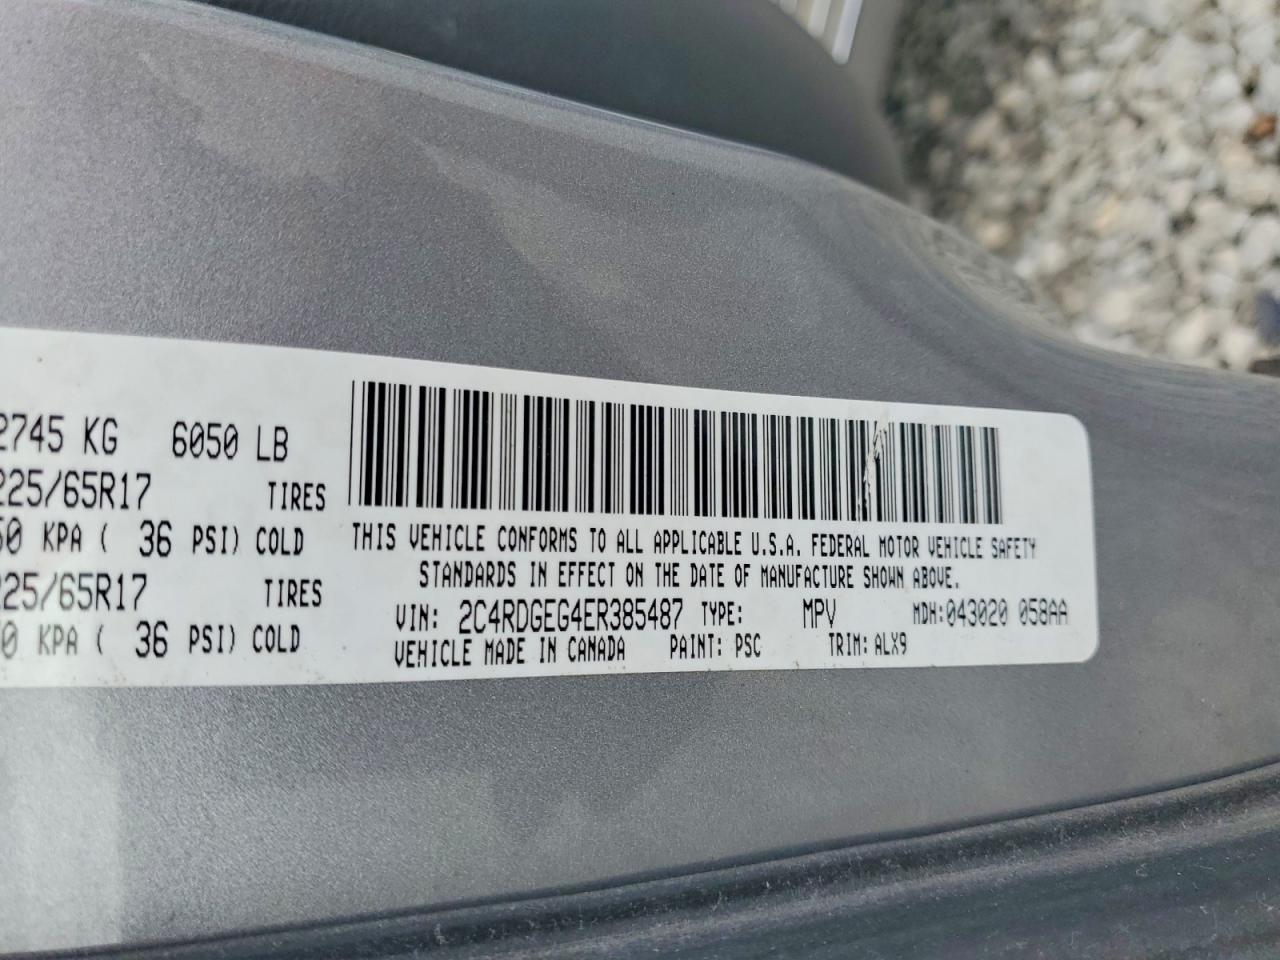 2745 KG 6050 LB
225/65R17 TIRES
50 KPA ( 36 PSI) COLD
225/65R17 TIRES
0 KPA ( 36 PSI) COLD
THIS VEHICLE CONFORMS TO ALL APPLICABLE U.S.A. FEDERAL MOTOR VEHICLE SAFETY
STANDARDS IN EFFECT ON THE DATE OF MANUFACTURE SHOWN ABOVE.
VIN: 2C4RDGEG4ER385487 TYPE: MPV MDH:043020 058AA
VEHICLE MADE IN CANADA PAINT: PSC TRIM: ALX9